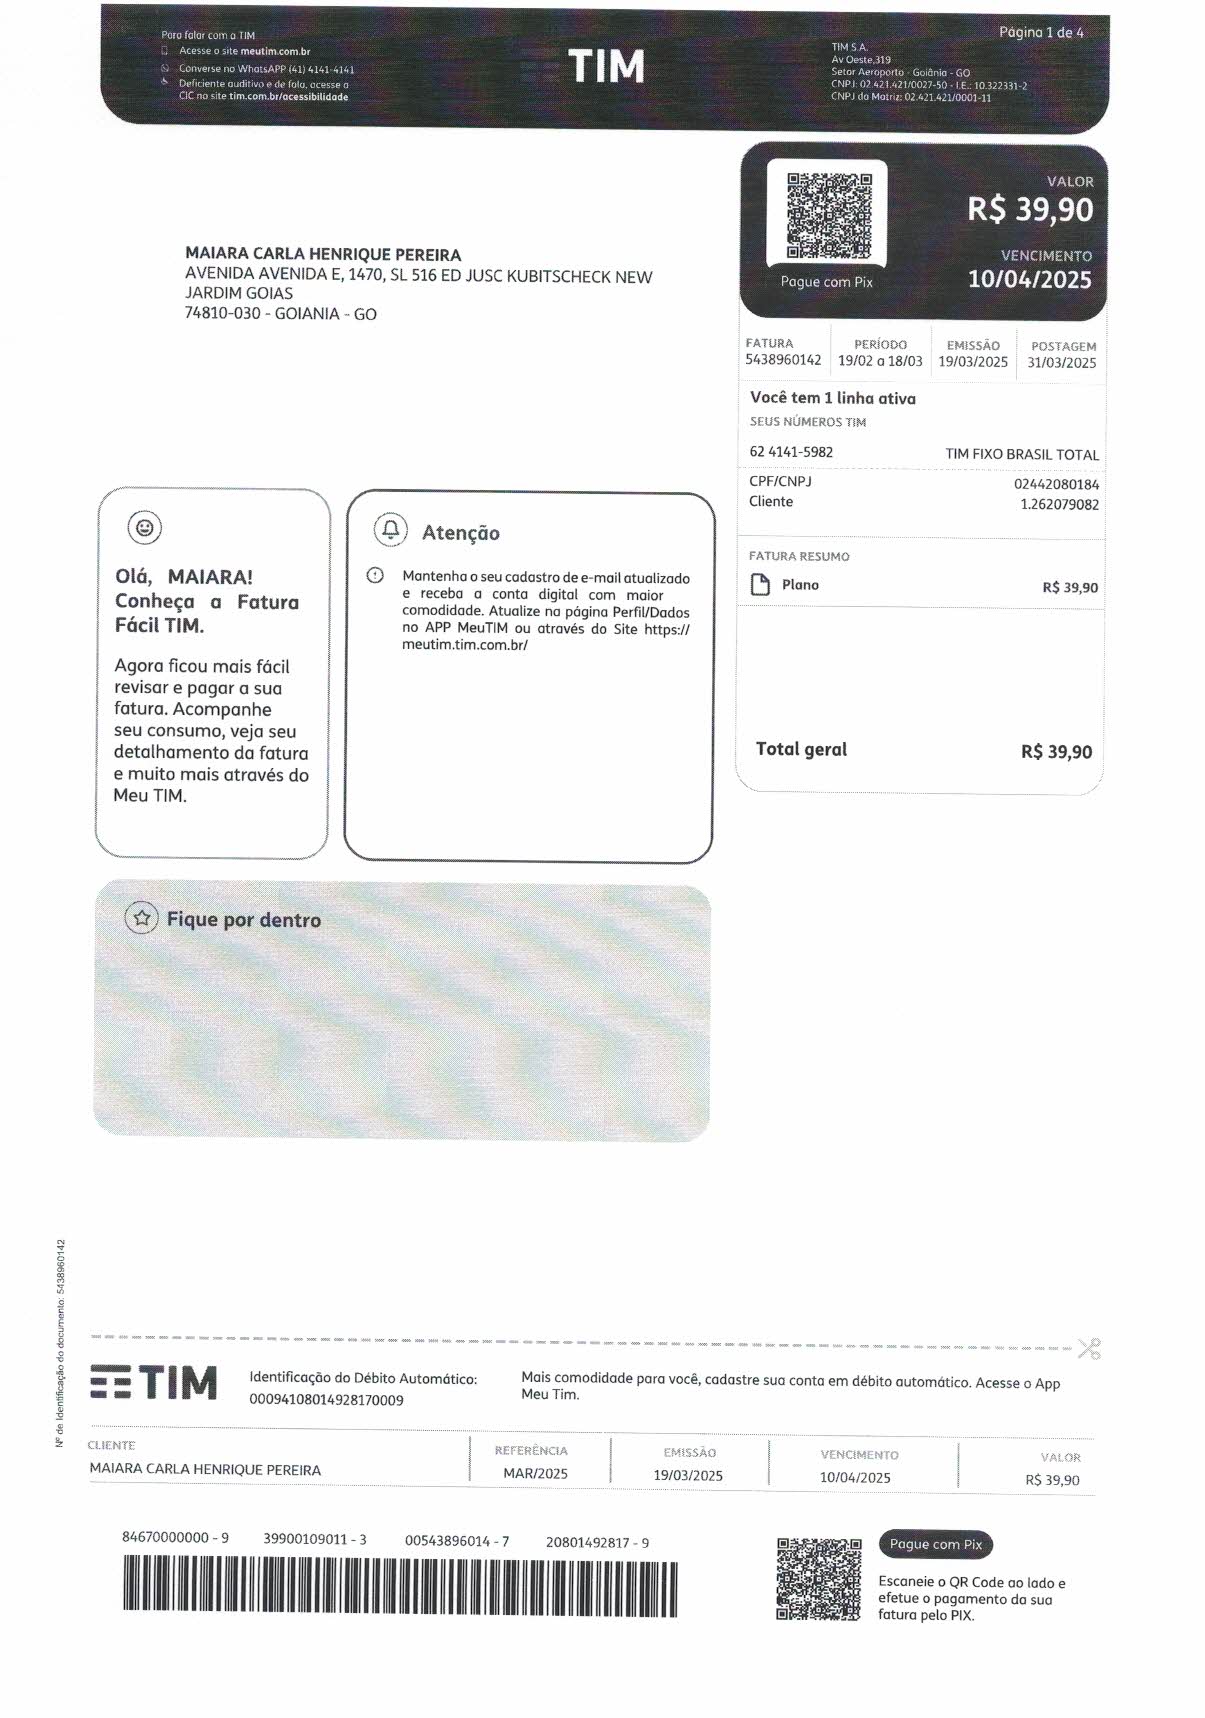 Para falar com a TIM
Acesse o site meutim.com.br
Converse no WhatsAPP (41) 4141-4141
Deficiente auditivo e de fala, acesse a
CIC no site tim.com.br/acessibilidade
TIM
Página 1 de 4
TIM S.A.
Av Oeste,319
Setor Aeroporto - Goiânia - GO
CNPJ: 02.421.421/0027-50 - I.E.: 10.322331-2
CNPJ da Matriz: 02.421.421/0001-11
VALOR
R$ 39,90
VENCIMENTO
10/04/2025
Pague com Pix
MAIARA CARLA HENRIQUE PEREIRA
AVENIDA AVENIDA E, 1470, SL 516 ED JUSC KUBITSCHECK NEW
JARDIM GOIAS
74810-030 - GOIANIA - GO
FATURA PERÍODO EMISSÃO POSTAGEM
5438960142 19/02 a 18/03 19/03/2025 31/03/2025
Você tem 1 linha ativa
SEUS NÚMEROS TIM
62 4141-5982 TIM FIXO BRASIL TOTAL
CPF/CNPJ 02442080184
Cliente 1.262079082
FATURA RESUMO
Plano R$ 39,90
Total geral R$ 39,90
Olá, MAIARA!
Conheça a Fatura
Fácil TIM.
Agora ficou mais fácil
revisar e pagar a sua
fatura. Acompanhe
seu consumo, veja seu
detalhamento da fatura
e muito mais através do
Meu TIM.
Atenção
Mantenha o seu cadastro de e-mail atualizado
e receba a conta digital com maior
comodidade. Atualize na página Perfil/Dados
no APP MeuTIM ou através do Site https://
meutim.tim.com.br/
Fique por dentro
Nº de Identificação do documento: 5438960142
TIM
Identificação do Débito Automático:
00094108014928170009
Mais comodidade para você, cadastre sua conta em débito automático. Acesse o App
Meu Tim.
CLIENTE REFERÊNCIA EMISSÃO VENCIMENTO VALOR
MAIARA CARLA HENRIQUE PEREIRA MAR/2025 19/03/2025 10/04/2025 R$ 39,90
84670000000 - 9 39900109011 - 3 00543896014 - 7 20801492817 - 9
Pague com Pix
Escaneie o QR Code ao lado e
efetue o pagamento da sua
fatura pelo PIX.